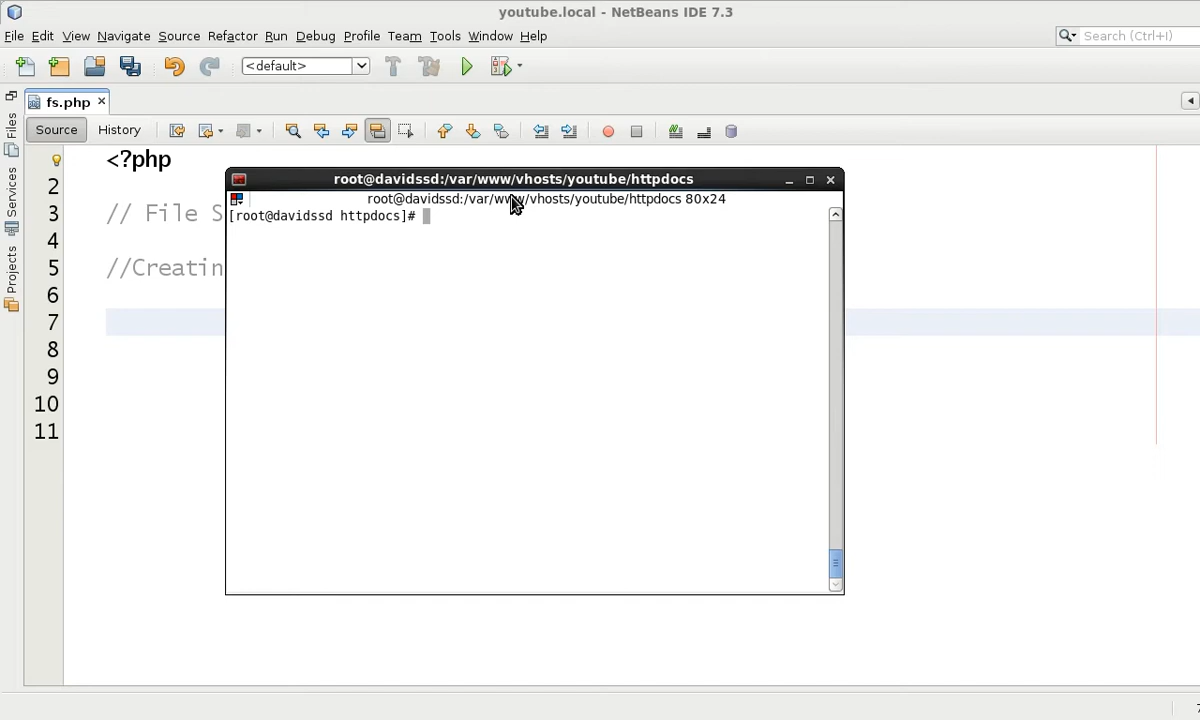 youtube.local - NetBeans IDE 7.3
File Edit View Navigate Source Refactor Run Debug Profile Team Tools Window Help
Search (Ctrl+I)
<default>
fs.php
Source History
Files
Services
Projects
<?php
2
3 // File S
4
5 //Creatin
6
7
8
9
10
11
root@davidssd:/var/www/vhosts/youtube/httpdocs
root@davidssd:/var/www/vhosts/youtube/httpdocs 80x24
[root@davidssd httpdocs]#